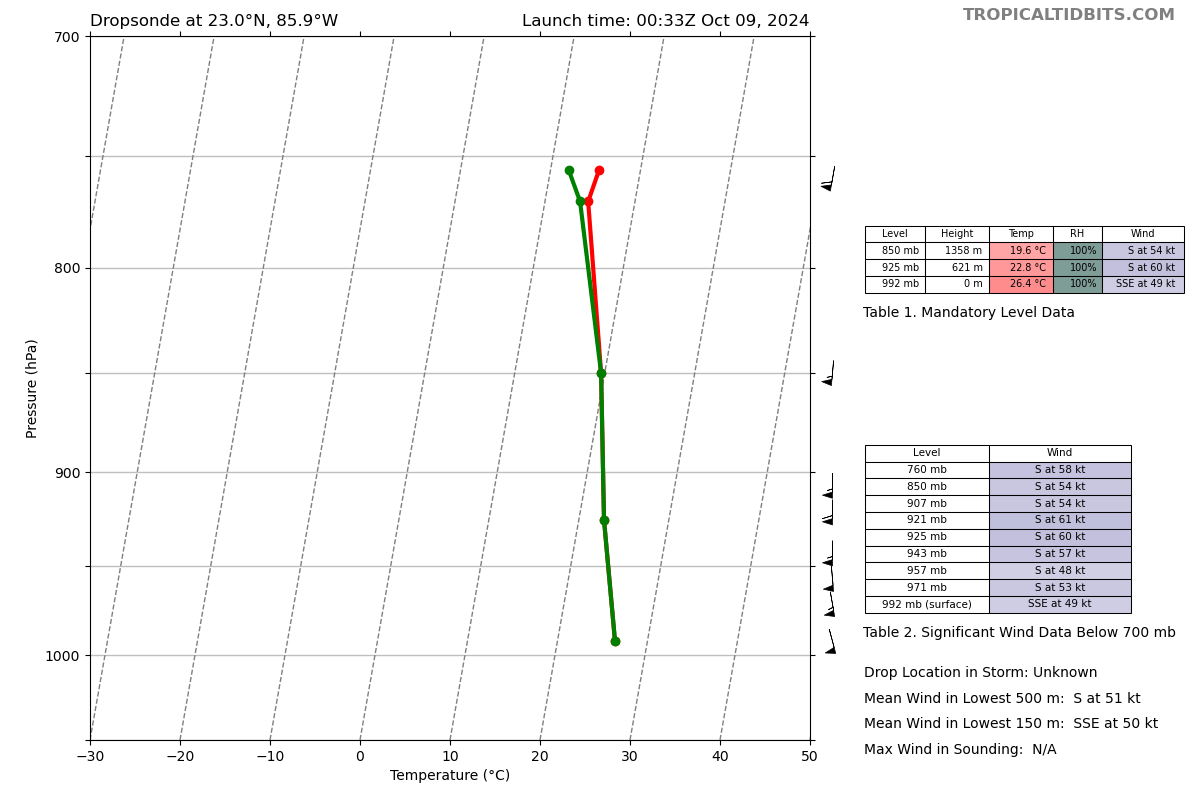 Dropsonde at 23.0°N, 85.9°W
Launch time: 00:33Z Oct 09, 2024
TROPICALTIDBITS.COM
700
800
900
1000
Pressure (hPa)
−30
−20
−10
0
10
20
30
40
50
Temperature (°C)
Level Height Temp RH Wind
850 mb 1358 m 19.6 °C 100% S at 54 kt
925 mb 621 m 22.8 °C 100% S at 60 kt
992 mb 0 m 26.4 °C 100% SSE at 49 kt
Table 1. Mandatory Level Data
Level Wind
760 mb S at 58 kt
850 mb S at 54 kt
907 mb S at 54 kt
921 mb S at 61 kt
925 mb S at 60 kt
943 mb S at 57 kt
957 mb S at 48 kt
971 mb S at 53 kt
992 mb (surface) SSE at 49 kt
Table 2. Significant Wind Data Below 700 mb
Drop Location in Storm: Unknown
Mean Wind in Lowest 500 m: S at 51 kt
Mean Wind in Lowest 150 m: SSE at 50 kt
Max Wind in Sounding: N/A